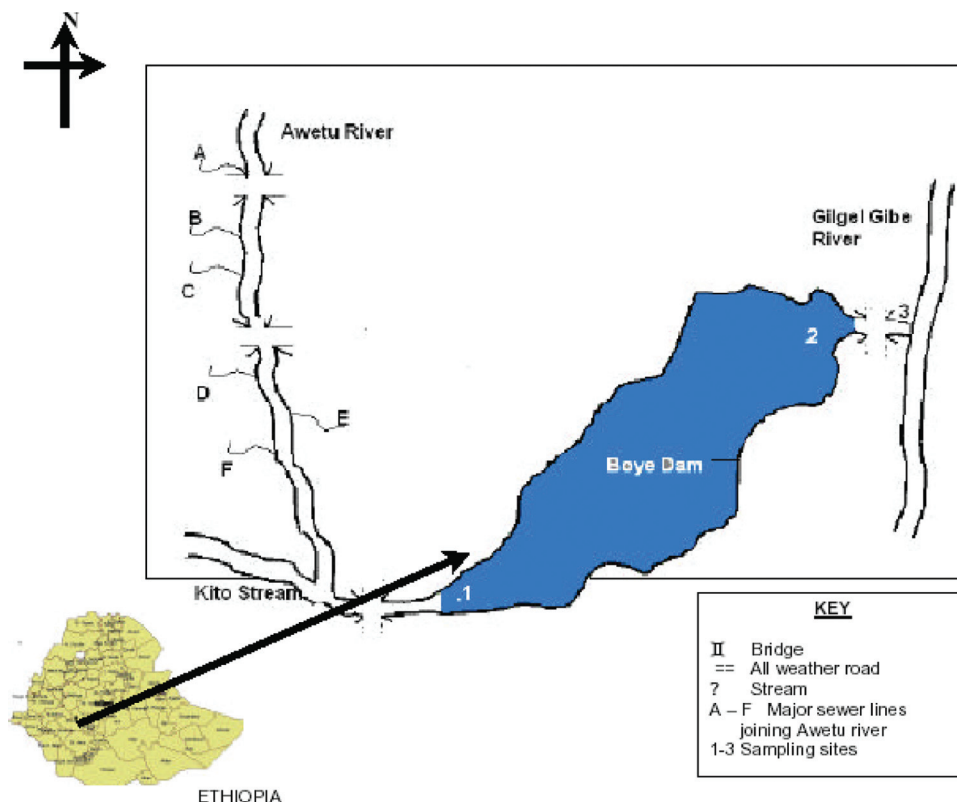 N
Awetu River
A
B
C
D
E
F
Gilgel Gibe
River
3
.2
Boye Dam
.1
Kito Stream
KEY
Bridge
== All weather road
? Stream
A – F Major sewer lines
joining Awetu river
1-3 Sampling sites
ETHIOPIA